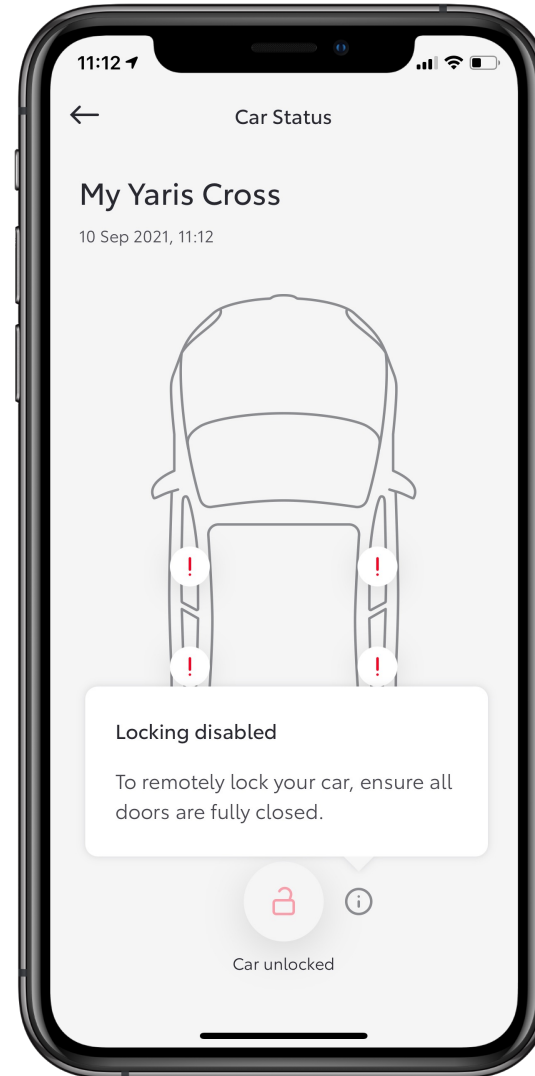 11:12
Car Status
My Yaris Cross
10 Sep 2021, 11:12
!
!
!
!
Locking disabled
To remotely lock your car, ensure all
doors are fully closed.
i
Car unlocked